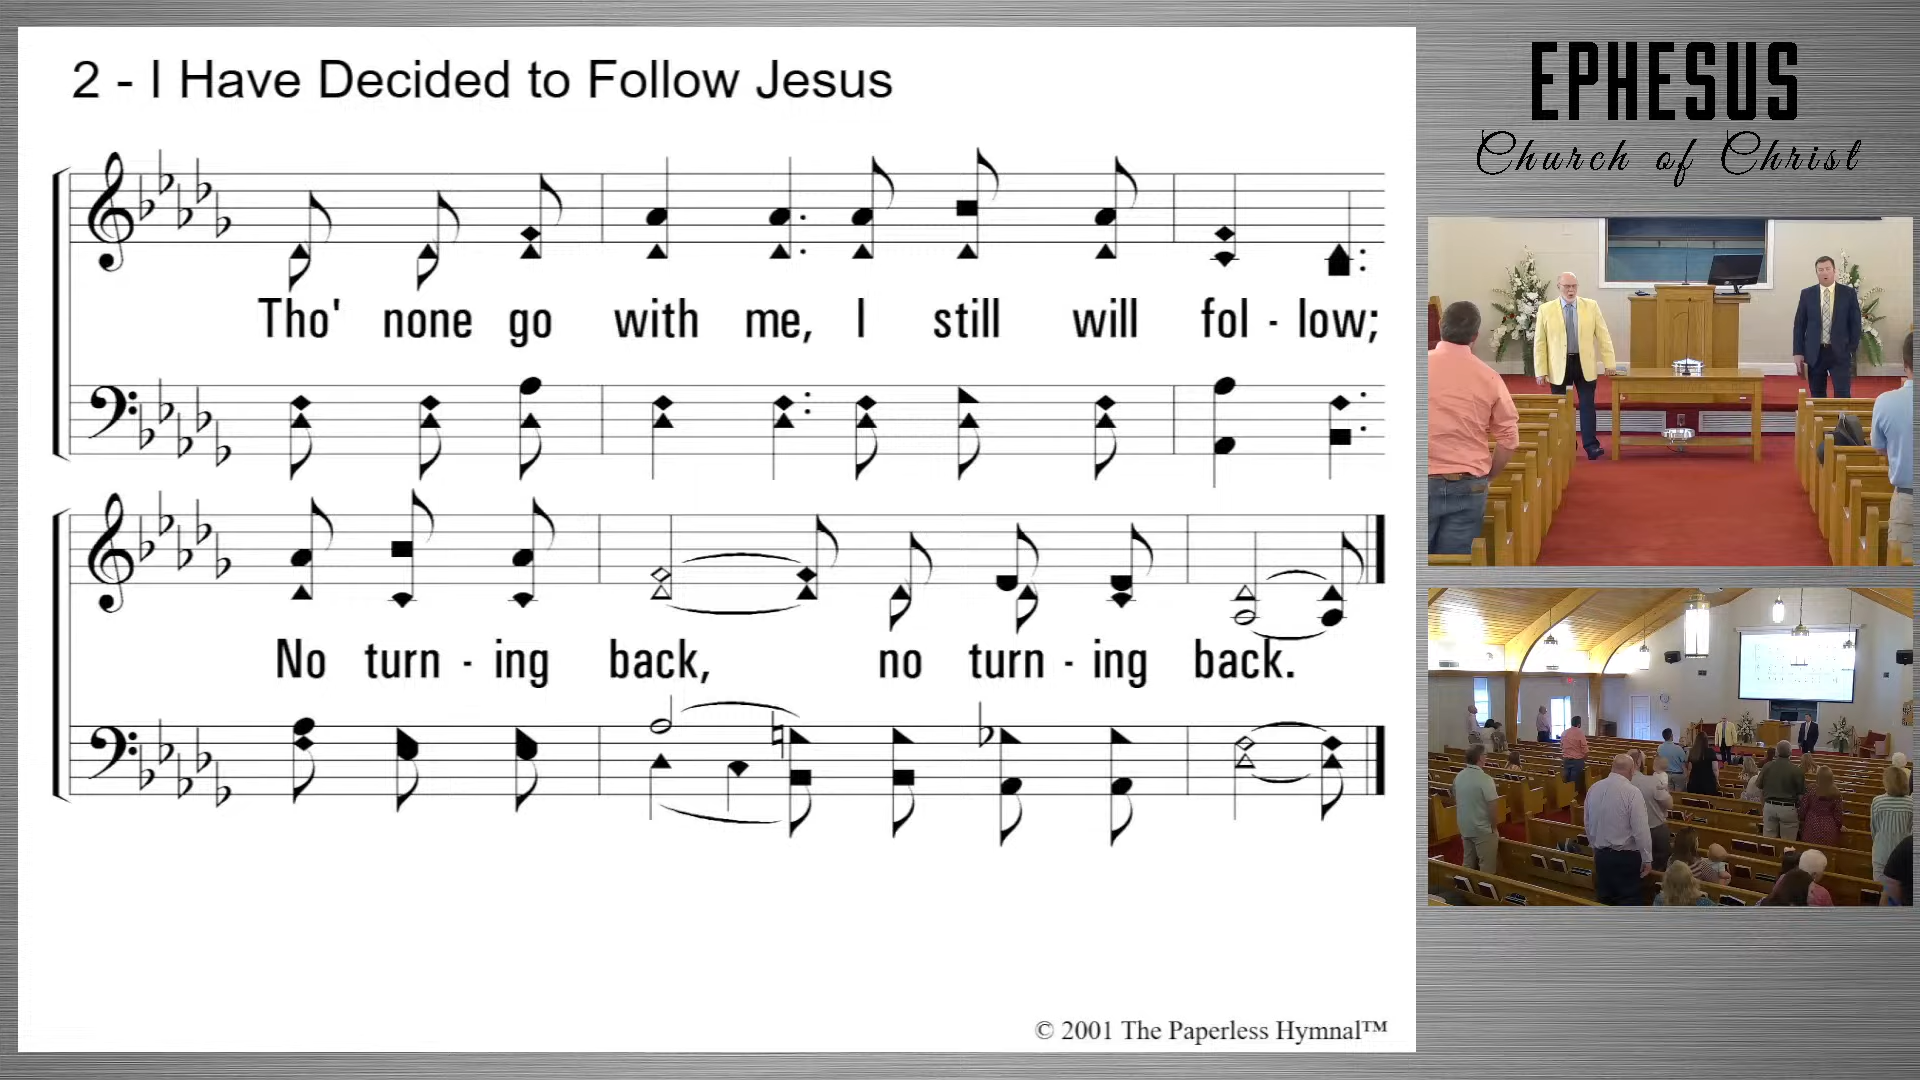 2 - I Have Decided to Follow Jesus
Tho' none go with me, I still will fol - low;
No turn - ing back, no turn - ing back.
© 2001 The Paperless Hymnal™
EPHESUS
Church of Christ